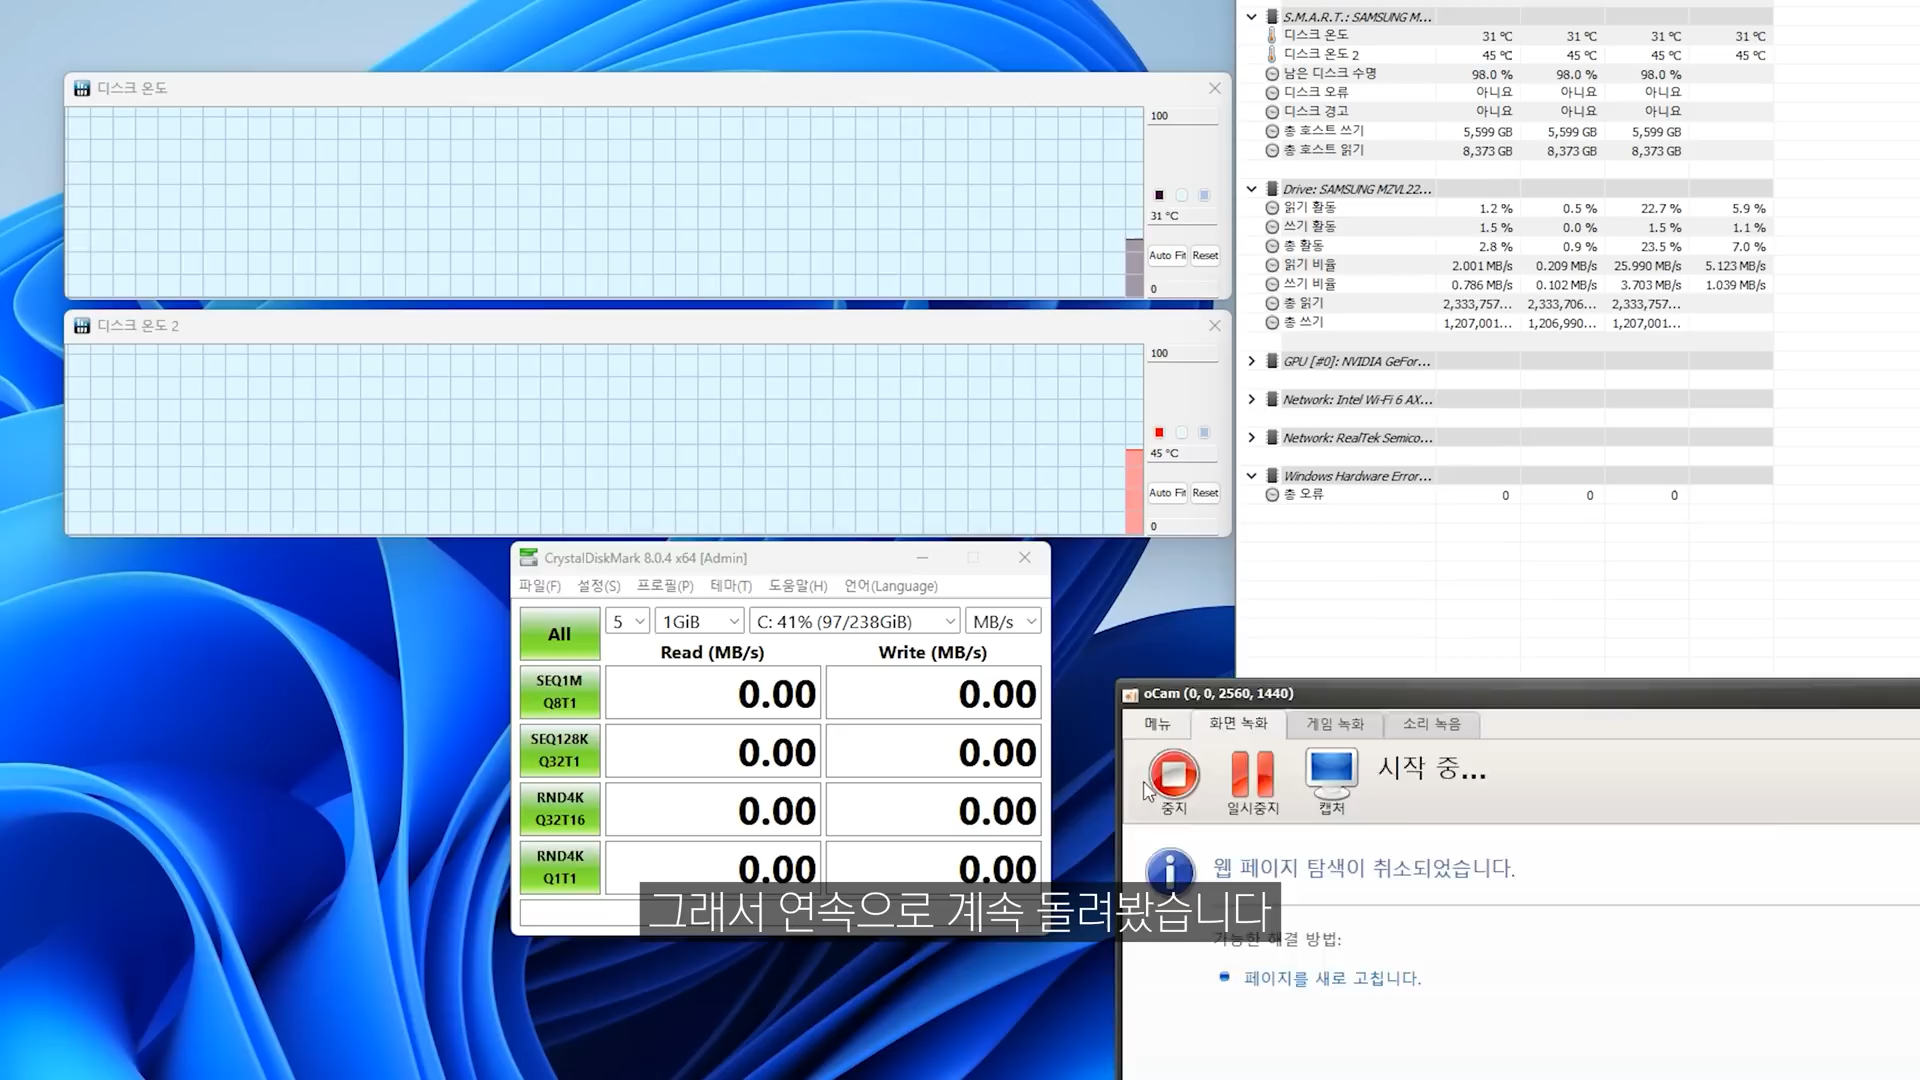 디스크 온도
100
31 ℃
Auto Fit Reset
0
디스크 온도 2
100
45 ℃
Auto Fit Reset
0
S.M.A.R.T.: SAMSUNG M...
디스크 온도 31 ℃ 31 ℃ 31 ℃ 31 ℃
디스크 온도 2 45 ℃ 45 ℃ 45 ℃ 45 ℃
남은 디스크 수명 98.0 % 98.0 % 98.0 %
디스크 오류 아니요 아니요 아니요
디스크 경고 아니요 아니요 아니요
총 호스트 쓰기 5,599 GB 5,599 GB 5,599 GB
총 호스트 읽기 8,373 GB 8,373 GB 8,373 GB
Drive: SAMSUNG MZVL22...
읽기 활동 1.2 % 0.5 % 22.7 % 5.9 %
쓰기 활동 1.5 % 0.0 % 1.5 % 1.1 %
총 활동 2.8 % 0.9 % 23.5 % 7.0 %
읽기 비율 2.001 MB/s 0.209 MB/s 25.990 MB/s 5.123 MB/s
쓰기 비율 0.786 MB/s 0.102 MB/s 3.703 MB/s 1.039 MB/s
총 읽기 2,333,757... 2,333,706... 2,333,757...
총 쓰기 1,207,001... 1,206,990... 1,207,001...
GPU [#0]: NVIDIA GeFor...
Network: Intel Wi-Fi 6 AX...
Network: RealTek Semico...
Windows Hardware Error...
총 오류 0 0 0
CrystalDiskMark 8.0.4 x64 [Admin]
파일(F) 설정(S) 프로필(P) 테마(T) 도움말(H) 언어(Language)
All 5 1GiB C: 41% (97/238GiB) MB/s
Read (MB/s) Write (MB/s)
SEQ1M
Q8T1 0.00 0.00
SEQ128K
Q32T1 0.00 0.00
RND4K
Q32T16 0.00 0.00
RND4K
Q1T1 0.00 0.00
oCam (0, 0, 2560, 1440)
메뉴 화면 녹화 게임 녹화 소리 녹음
중지 일시중지 캡처 시작 중...
웹 페이지 탐색이 취소되었습니다.
그래서 연속으로 계속 돌려봤습니다
가능한 해결 방법:
페이지를 새로 고칩니다.